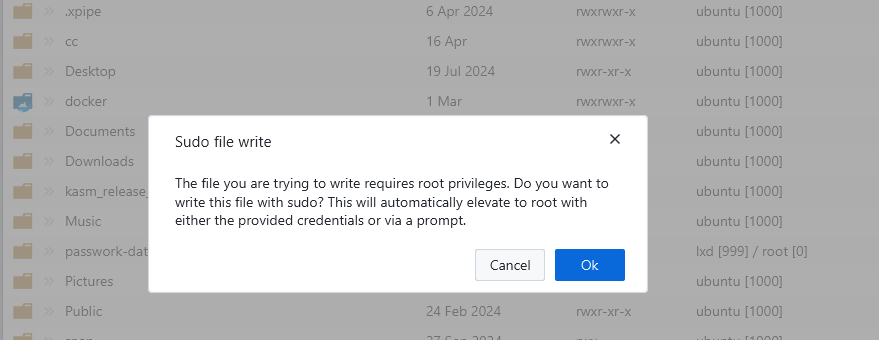 .xpipe 6 Apr 2024 rwxrwxr-x ubuntu [1000]
cc 16 Apr rwxrwxr-x ubuntu [1000]
Desktop 19 Jul 2024 rwxr-xr-x ubuntu [1000]
docker 1 Mar rwxrwxr-x ubuntu [1000]
Documents ubuntu [1000]
Downloads ubuntu [1000]
kasm_release_ ubuntu [1000]
Music ubuntu [1000]
passwork-dat lxd [999] / root [0]
Pictures ubuntu [1000]
Public 24 Feb 2024 rwxr-xr-x ubuntu [1000]
ubuntu [1000]
Sudo file write
The file you are trying to write requires root privileges. Do you want to
write this file with sudo? This will automatically elevate to root with
either the provided credentials or via a prompt.
Cancel Ok